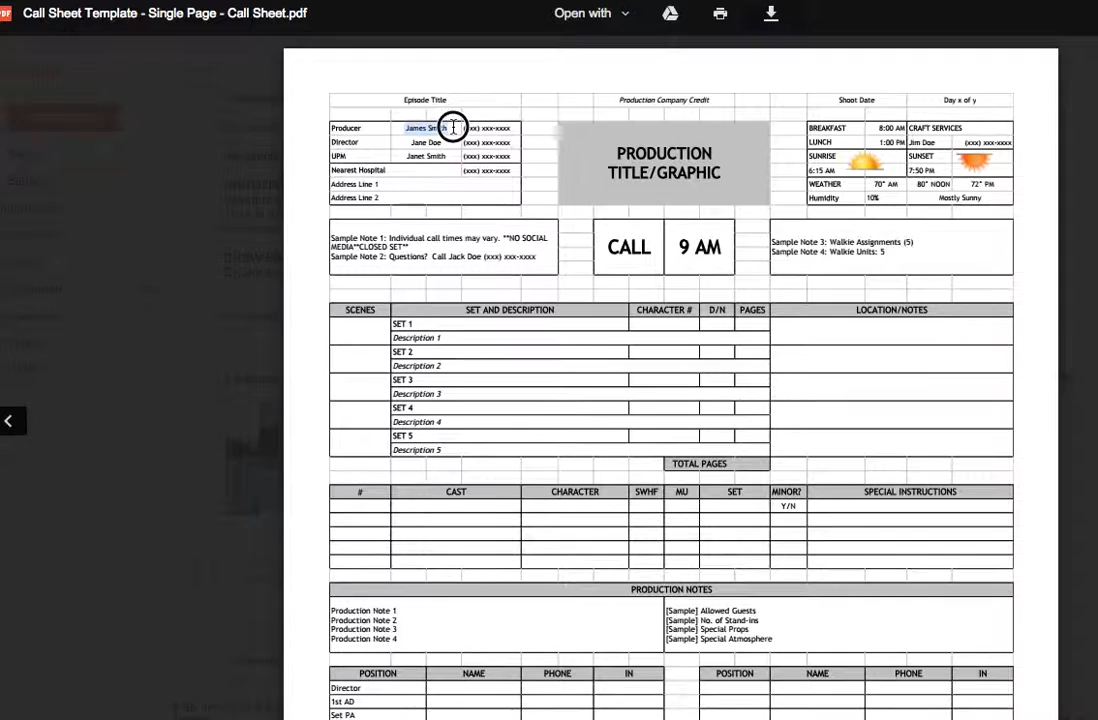 PDF Call Sheet Template - Single Page - Call Sheet.pdf
Open with
Episode Title Production Company Credit Shoot Date Day x of y
Producer James Smith (xxx) xxx-xxxx
Director Jane Doe (xxx) xxx-xxxx
UPM Janet Smith (xxx) xxx-xxxx
Nearest Hospital (xxx) xxx-xxxx
Address Line 1
Address Line 2
PRODUCTION
TITLE/GRAPHIC
BREAKFAST 8:00 AM CRAFT SERVICES
LUNCH 1:00 PM Jim Doe (xxx) xxx-xxxx
SUNRISE SUNSET
6:15 AM 7:50 PM
WEATHER 70° AM 80° NOON 72° PM
Humidity 10% Mostly Sunny
Sample Note 1: Individual call times may vary. **NO SOCIAL
MEDIA**CLOSED SET**
Sample Note 2: Questons? Call Jack Doe (xxx) xxx-xxxx
CALL 9 AM
Sample Note 3: Walkie Assignments (5)
Sample Note 4: Walkie Units: 5
SCENES SET AND DESCRIPTION CHARACTER # D/N PAGES LOCATION/NOTES
SET 1
Description 1
SET 2
Description 2
SET 3
Description 3
SET 4
Description 4
SET 5
Description 5
TOTAL PAGES
# CAST CHARACTER SWHF MU SET MINOR? SPECIAL INSTRUCTIONS
Y/N
PRODUCTION NOTES
Production Note 1
Production Note 2
Production Note 3
Production Note 4
[Sample] Allowed Guests
[Sample] No. of Stand-ins
[Sample] Special Props
[Sample] Special Atmosphere
POSITION NAME PHONE IN POSITION NAME PHONE IN
Director
1st AD
Set PA